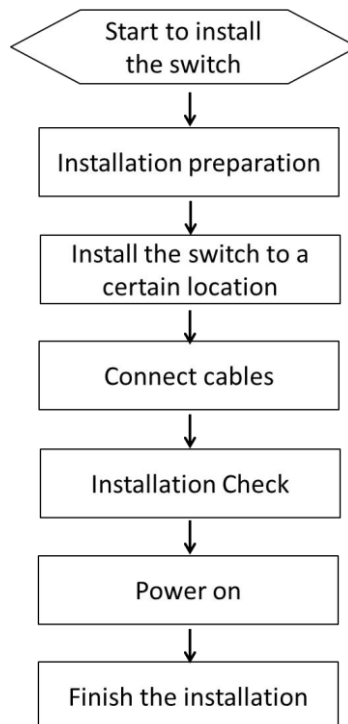 Start to install
the switch
Installation preparation
Install the switch to a
certain location
Connect cables
Installation Check
Power on
Finish the installation